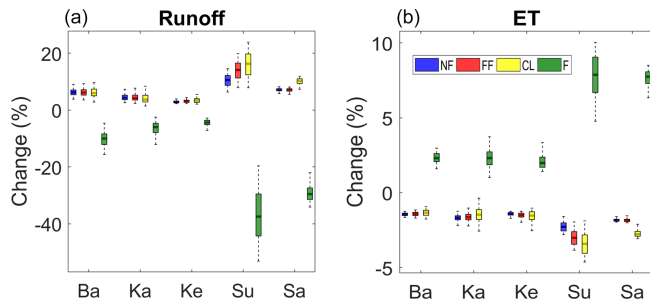 (a) Runoff
Change (%)
20
0
-20
-40
Ba Ka Ke Su Sa
(b) ET
Change (%)
10
5
0
-5
NF FF CL F
Ba Ka Ke Su Sa